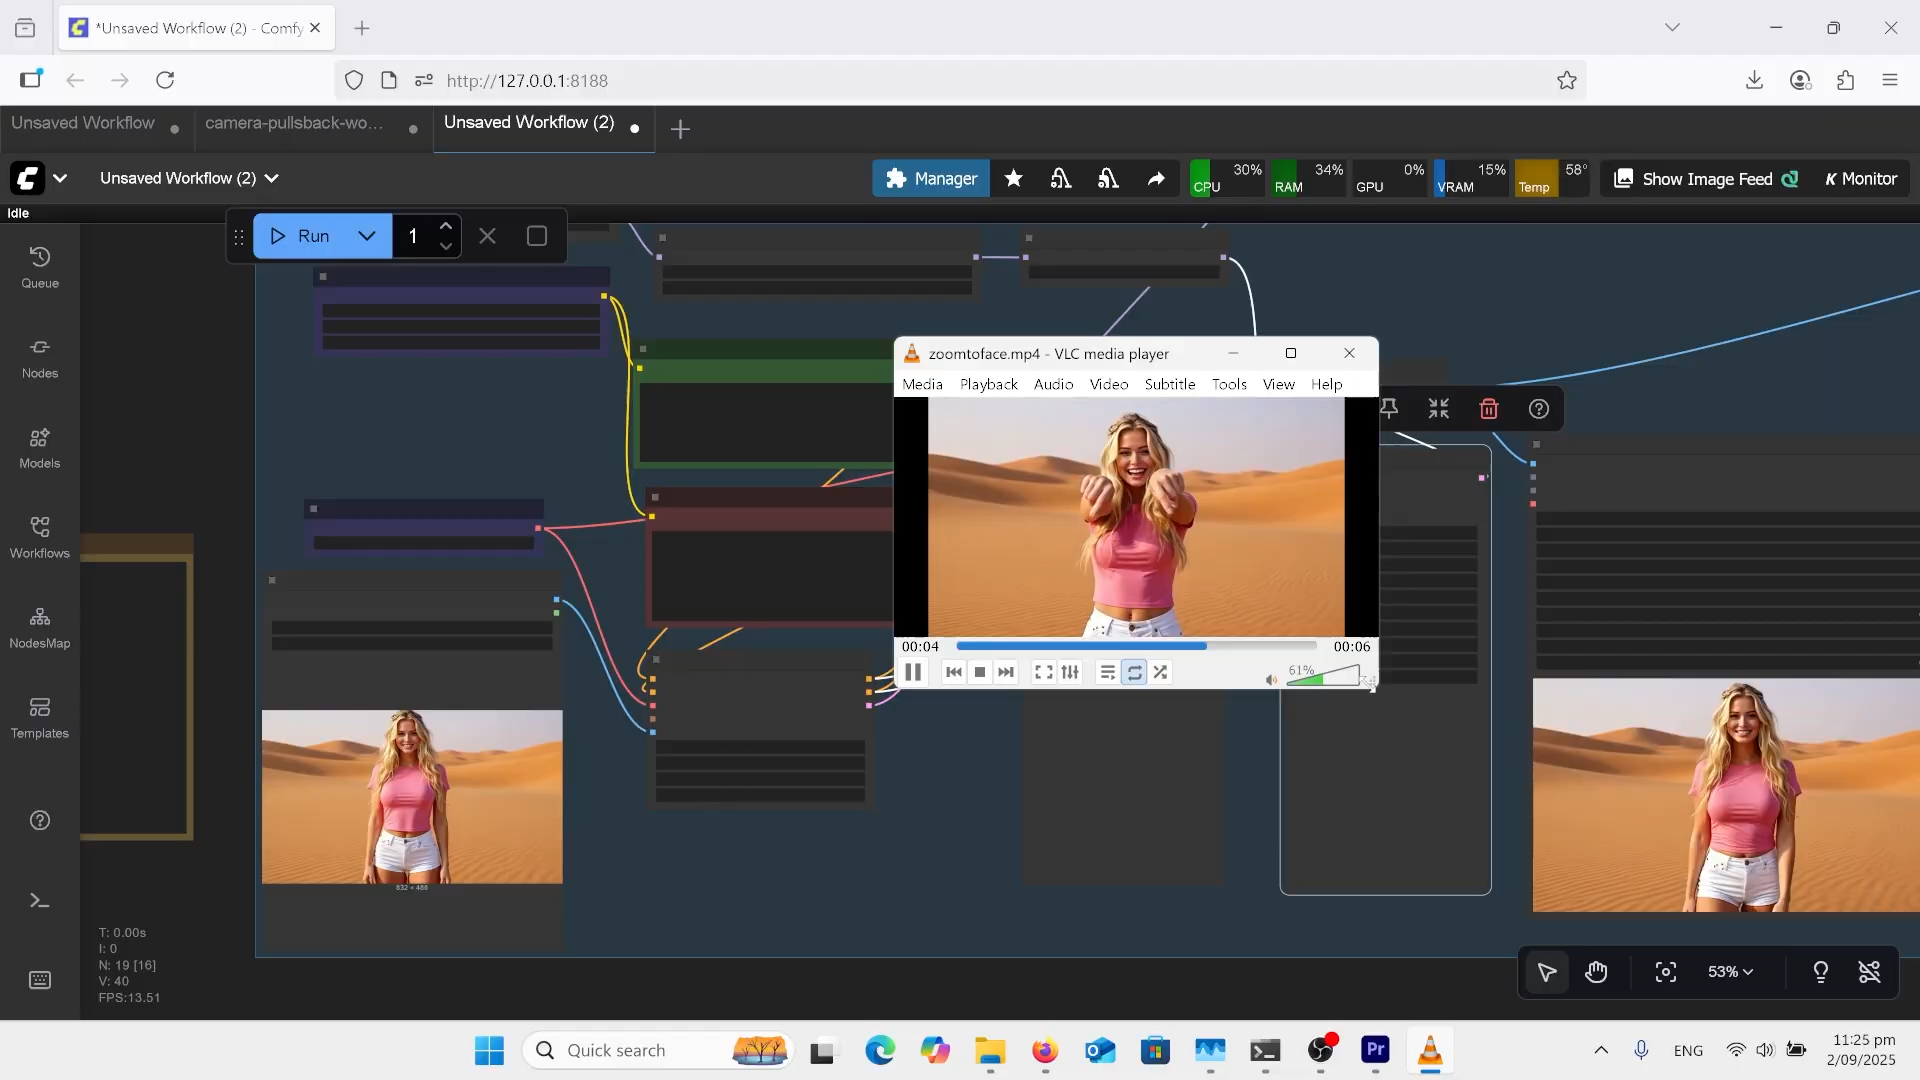 *Unsaved Workflow (2) - Comfy
http://127.0.0.1:8188
Unsaved Workflow
camera-pullsback-wo...
Unsaved Workflow (2)
Unsaved Workflow (2)
Manager
CPU 30%
RAM 34%
GPU 0%
VRAM 15%
Temp 58°
Show Image Feed
K Monitor
Idle
Run
1
Queue
Nodes
Models
Workflows
NodesMap
Templates
zoomtoface.mp4 - VLC media player
Media Playback Audio Video Subtitle Tools View Help
00:04
00:06
61%
832 × 480
T: 0.00s
I: 0
N: 19 [16]
V: 40
FPS:13.51
53%
Quick search
Pr
ENG
11:25 pm
2/09/2025